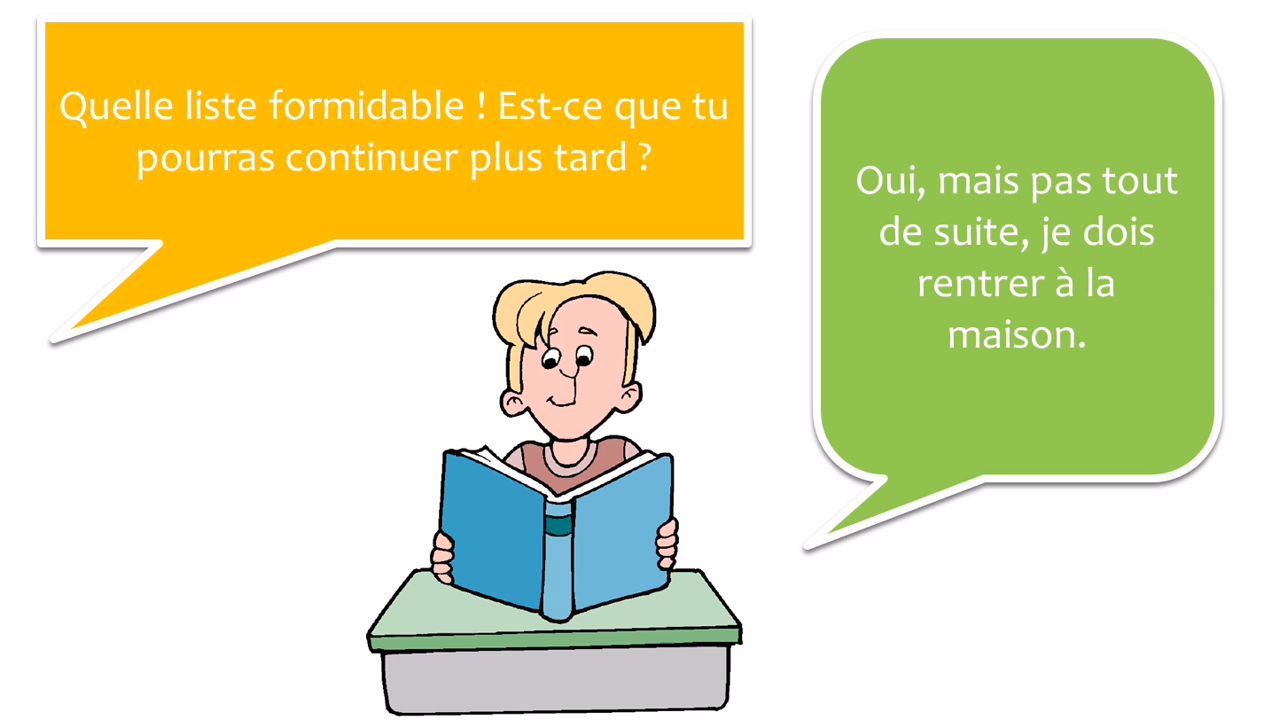 Quelle liste formidable ! Est-ce que tu
pourras continuer plus tard ?
Oui, mais pas tout
de suite, je dois
rentrer à la
maison.